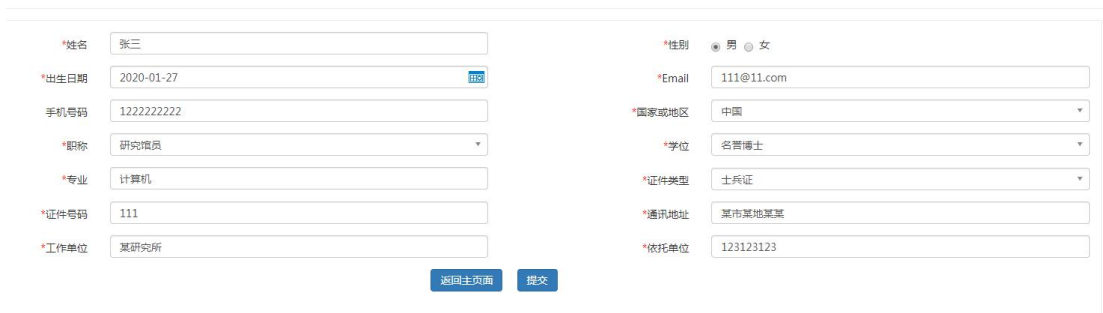 *姓名 张三 *性别 男 女
*出生日期 2020-01-27 *Email 111@11.com
手机号码 1222222222 *国家或地区 中国
*职称 研究馆员 *学位 名誉博士
*专业 计算机 *证件类型 士兵证
*证件号码 111 *通讯地址 某市某地某某
*工作单位 某研究所 *依托单位 123123123
返回主页面 提交